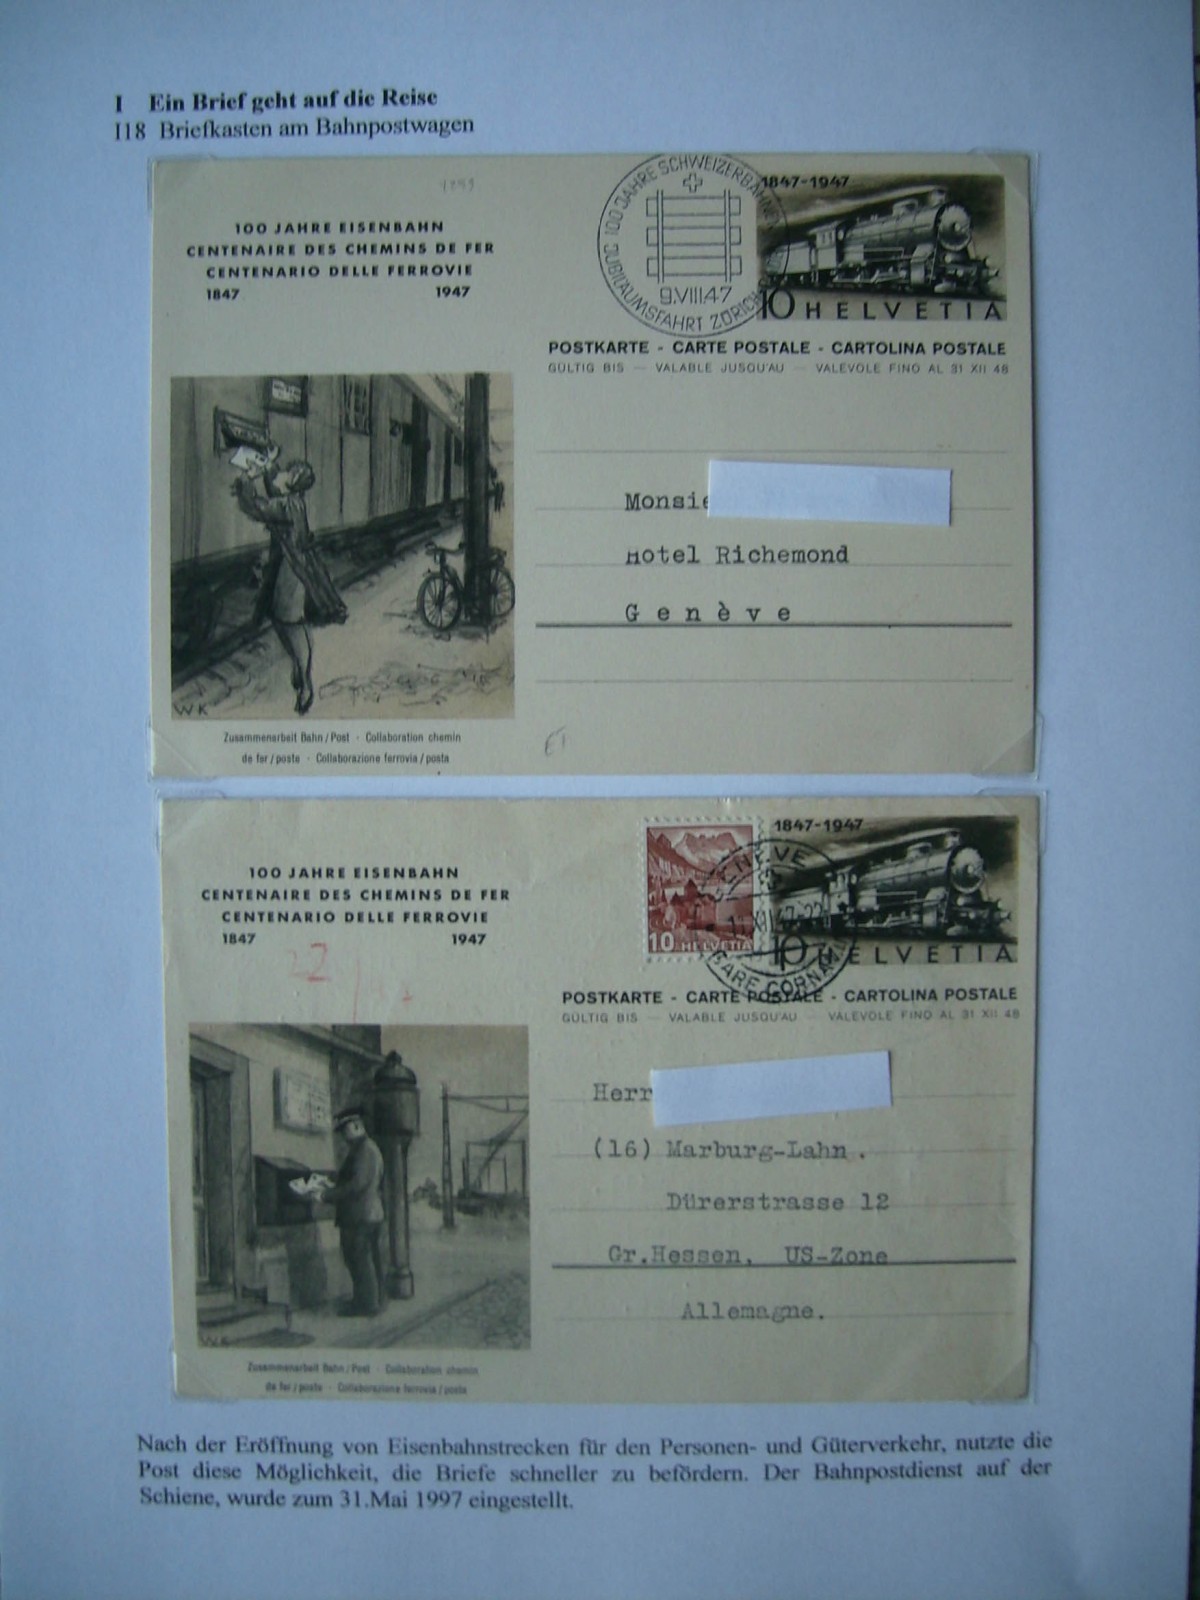 I Ein Brief geht auf die Reise
I18 Briefkasten am Bahnpostwagen
100 JAHRE EISENBAHN
CENTENAIRE DES CHEMINS DE FER
CENTENARIO DELLE FERROVIE
1847 1947
100 JAHRE SCHWEIZERBAHNEN
JUBILÄUMSFAHRT ZÜRICH
9.VIII.47
1847-1947
10 HELVETIA
POSTKARTE - CARTE POSTALE - CARTOLINA POSTALE
GÜLTIG BIS — VALABLE JUSQU'AU — VALEVOLE FINO AL 31 XII 48
Hotel Richemond
Genève
WK
Zusammenarbeit Bahn/Post · Collaboration chemin
de fer/poste · Collaborazione ferrovia/posta
100 JAHRE EISENBAHN
CENTENAIRE DES CHEMINS DE FER
CENTENARIO DELLE FERROVIE
1847 1947
10 HELVETIA
1847-1947
10 HELVETIA
GENÈVE
GARE CORNAVIN
POSTKARTE - CARTE POSTALE - CARTOLINA POSTALE
GÜLTIG BIS — VALABLE JUSQU'AU — VALEVOLE FINO AL 31 XII 48
Herr
(16) Marburg-Lahn.
Dürerstrasse 12
Gr.Hessen, US-Zone
Allemagne.
WK
Zusammenarbeit Bahn/Post · Collaboration chemin
de fer/poste · Collaborazione ferrovia/posta
Nach der Eröffnung von Eisenbahnstrecken für den Personen- und Güterverkehr, nutzte die
Post diese Möglichkeit, die Briefe schneller zu befördern. Der Bahnpostdienst auf der
Schiene, wurde zum 31.Mai 1997 eingestellt.